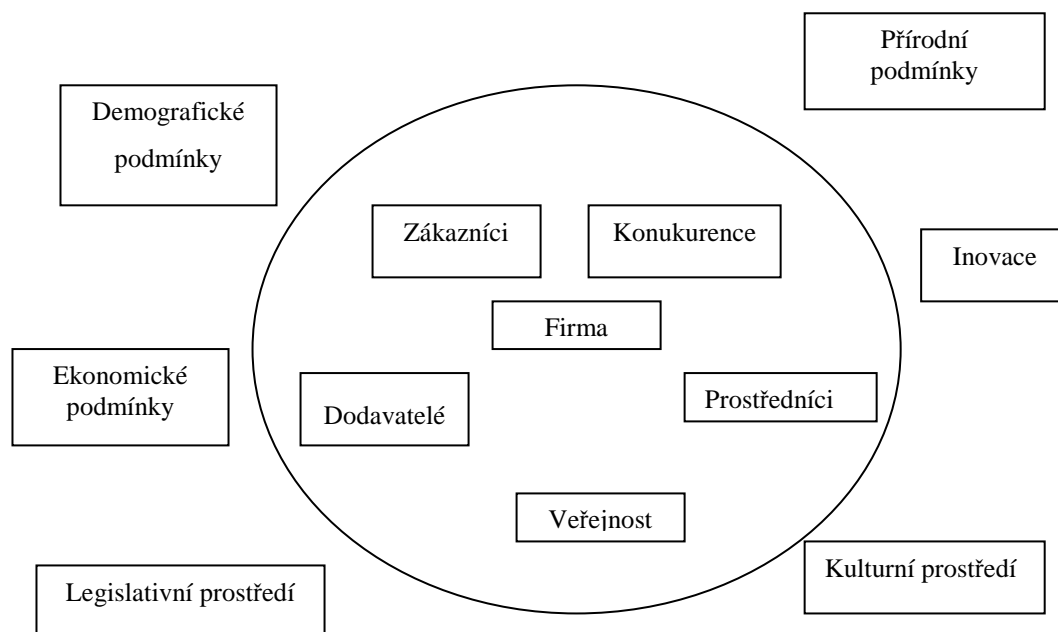 Přírodní
podmínky
Demografické
podmínky
Zákazníci
Konukurence
Inovace
Firma
Ekonomické
podmínky
Dodavatelé
Prostředníci
Veřejnost
Legislativní prostředí
Kulturní prostředí